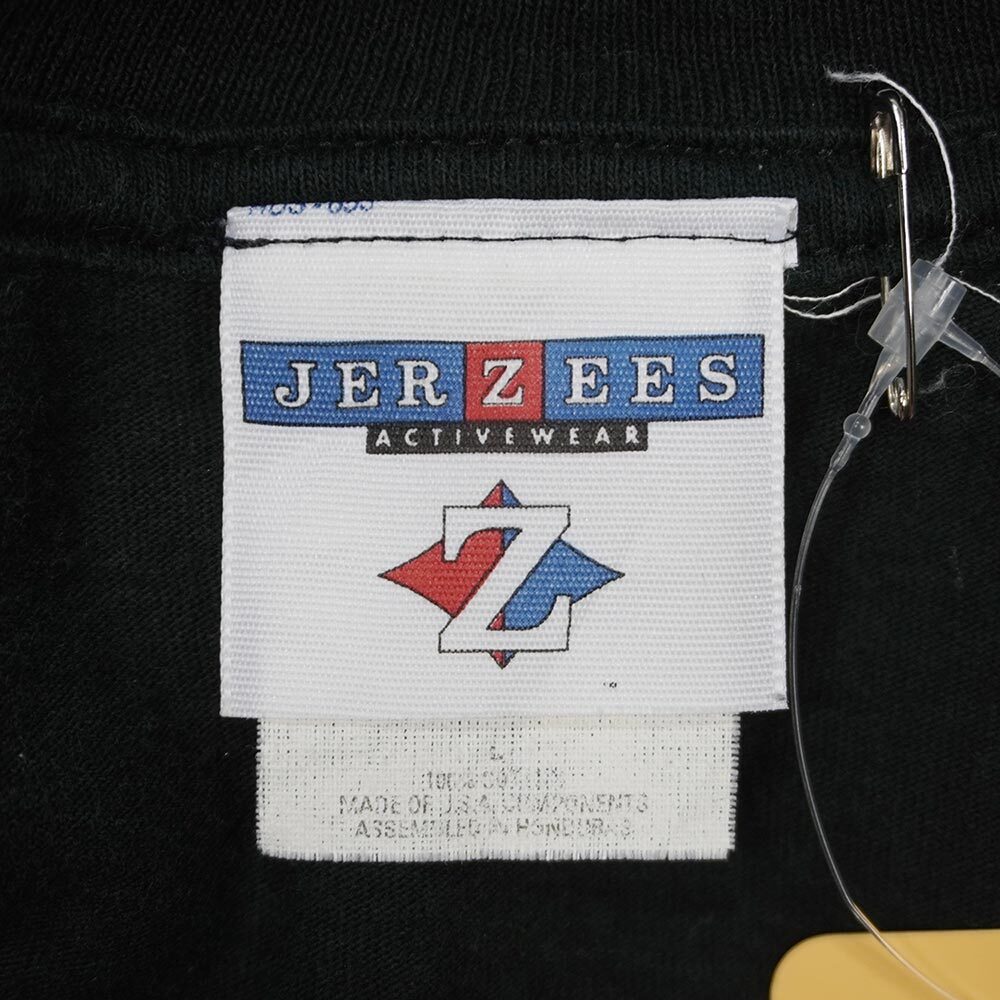 JERZEES
ACTIVEWEAR
Z
L
100% COTTON
MADE OF U.S.A. COMPONENTS
ASSEMBLED IN HONDURAS